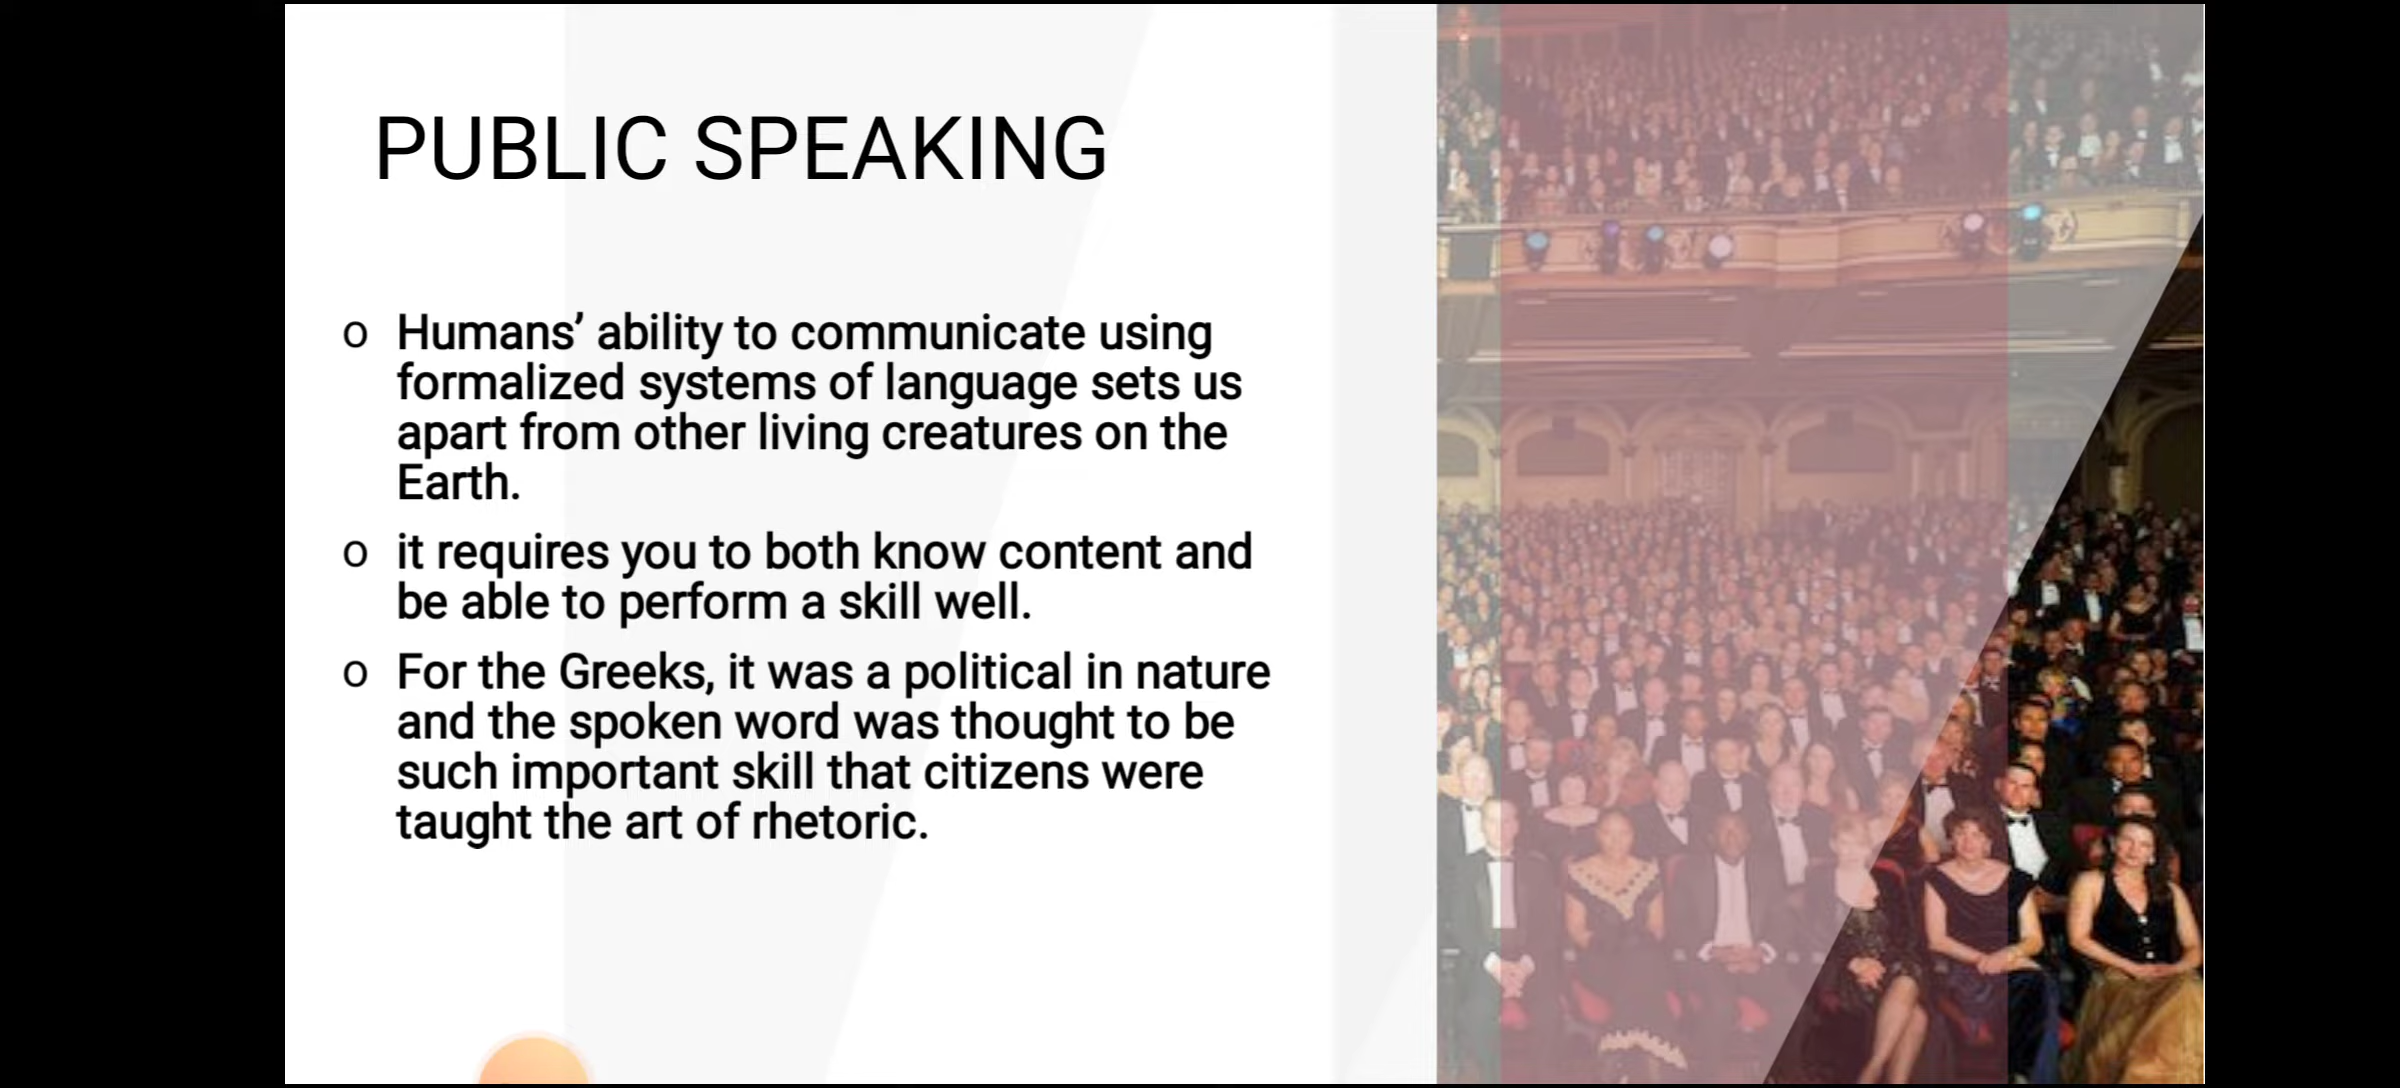 PUBLIC SPEAKING
o Humans’ ability to communicate using
formalized systems of language sets us
apart from other living creatures on the
Earth.
o it requires you to both know content and
be able to perform a skill well.
o For the Greeks, it was a political in nature
and the spoken word was thought to be
such important skill that citizens were
taught the art of rhetoric.